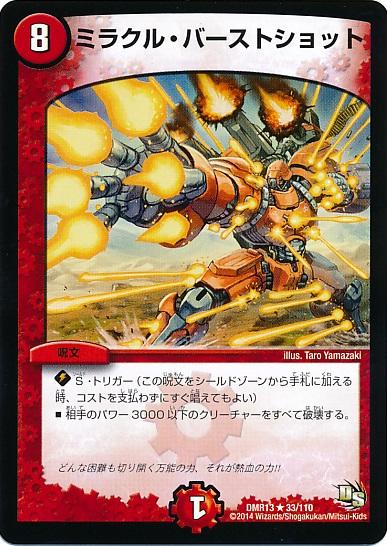 8
ミラクル・バーストショット
呪文
illus. Taro Yamazaki
S・トリガー(この呪文をシールドゾーンから手札に加える
時、コストを支払わずにすぐ唱えてもよい)
■ 相手のパワー3000以下のクリーチャーをすべて破壊する。
どんな困難も切り開く万能の力、それが熱血の力!!
1
DS
DMR13 ★ 33/110
©2014 Wizards/Shogakukan/Mitsui-Kids